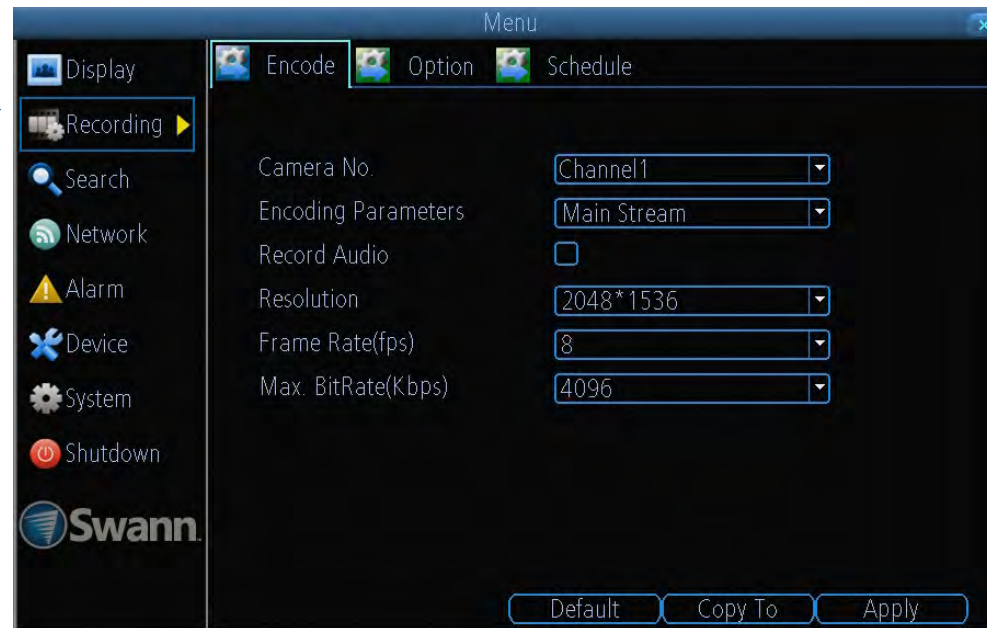 Menu
Display
Recording
Search
Network
Alarm
Device
System
Shutdown
Swann
Encode Option Schedule
Camera No. Channel1
Encoding Parameters Main Stream
Record Audio
Resolution 2048*1536
Frame Rate(fps) 8
Max. BitRate(Kbps) 4096
Default Copy To Apply